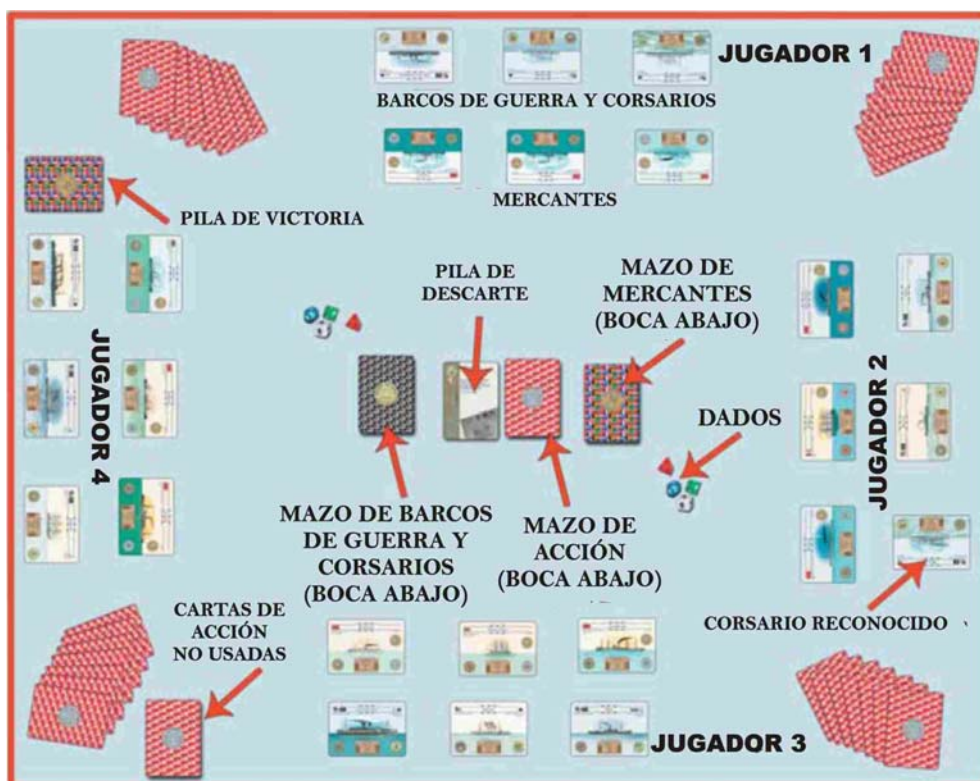 JUGADOR 1
BARCOS DE GUERRA Y CORSARIOS
MERCANTES
PILA DE VICTORIA
PILA DE
DESCARTE
MAZO DE
MERCANTES
(BOCA ABAJO)
JUGADOR 4
JUGADOR 2
DADOS
MAZO DE BARCOS
DE GUERRA Y
CORSARIOS
(BOCA ABAJO)
MAZO DE
ACCIÓN
(BOCA ABAJO)
CARTAS DE
ACCIÓN
NO USADAS
CORSARIO RECONOCIDO
JUGADOR 3